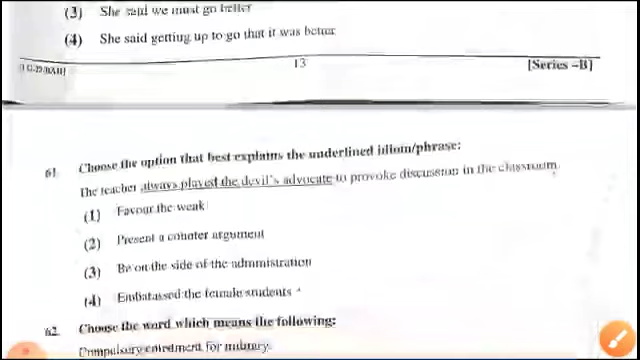 (3) She said we must go better
(4) She said getting up to go that it was better
13
[Series –B]
61. Choose the option that best explains the underlined idiom/phrase:
The teacher always played the devil's advocate to provoke discussion in the classroom.
(1) Favour the weak
(2) Present a counter argument
(3) Be on the side of the administration
(4) Embarassed the female students
62. Choose the word which means the following:
Compulsory enrolment for military.